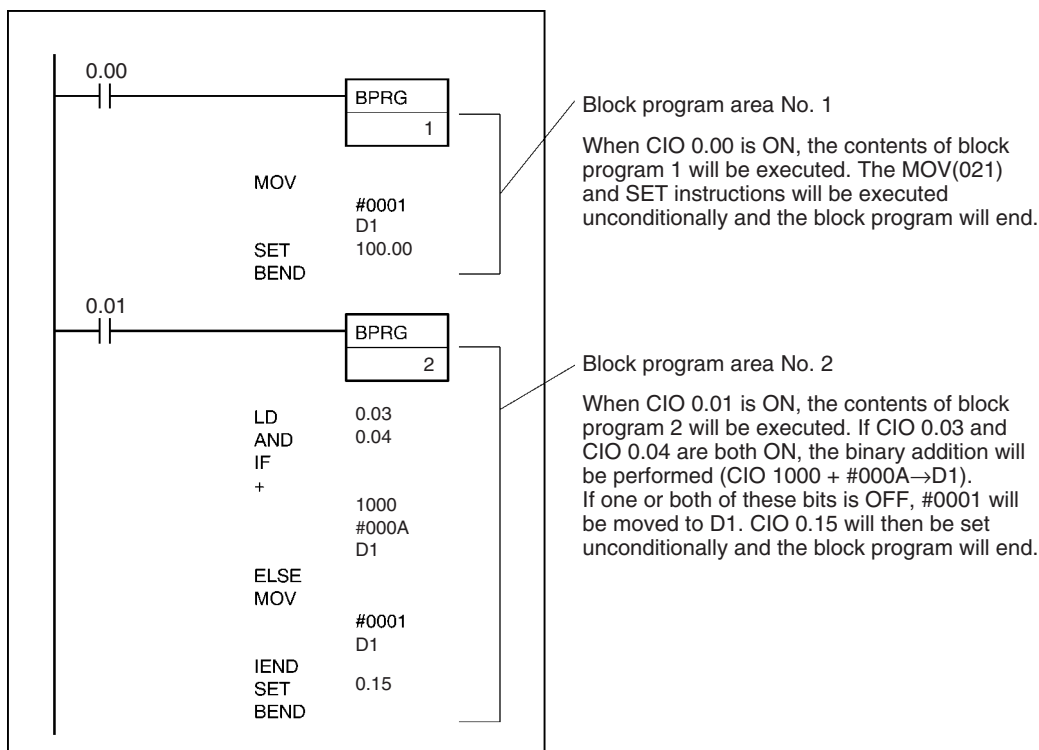 0.00
BPRG
1
MOV
#0001
D1
SET 100.00
BEND
Block program area No. 1
When CIO 0.00 is ON, the contents of block
program 1 will be executed. The MOV(021)
and SET instructions will be executed
unconditionally and the block program will end.
0.01
BPRG
2
LD 0.03
AND 0.04
IF
+
1000
#000A
D1
ELSE
MOV
#0001
D1
IEND
SET 0.15
BEND
Block program area No. 2
When CIO 0.01 is ON, the contents of block
program 2 will be executed. If CIO 0.03 and
CIO 0.04 are both ON, the binary addition will
be performed (CIO 1000 + #000A→D1).
If one or both of these bits is OFF, #0001 will
be moved to D1. CIO 0.15 will then be set
unconditionally and the block program will end.